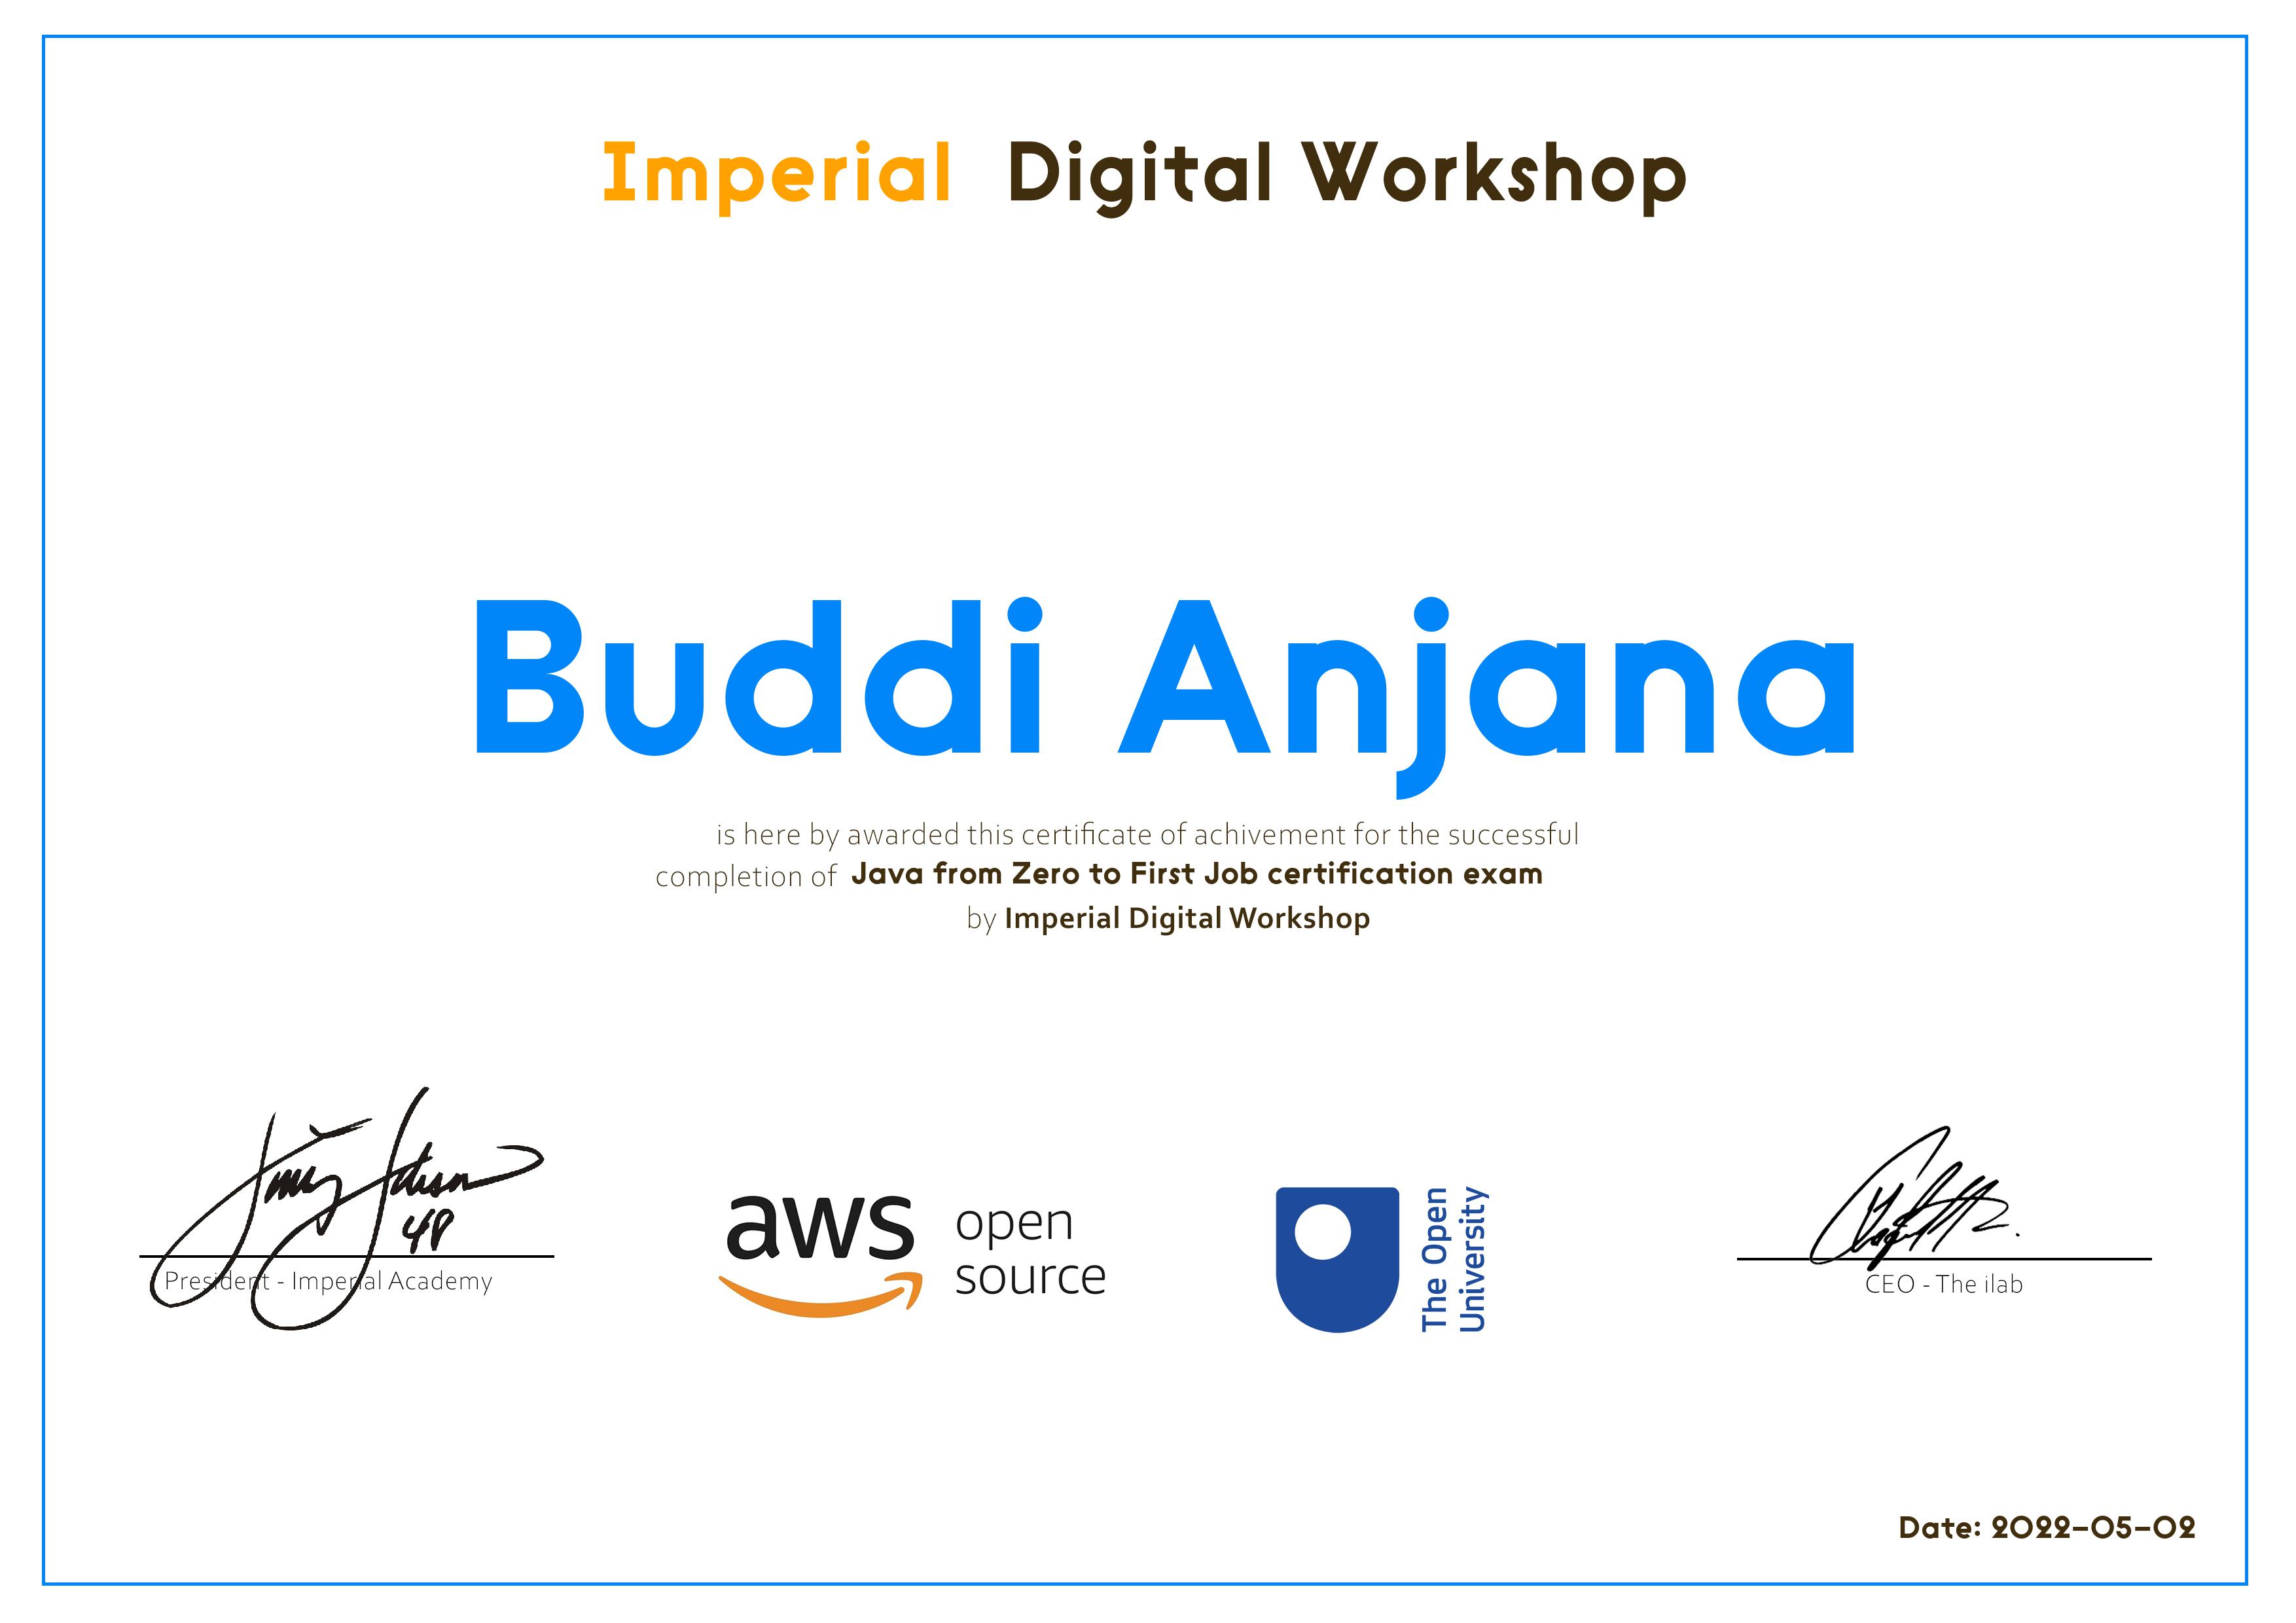 Imperial Digital Workshop
Buddi Anjana
is here by awarded this certificate of achivement for the successful
completion of Java from Zero to First Job certification exam
by Imperial Digital Workshop
48
President - Imperial Academy
aws
open
source
The Open
University
CEO - The ilab
Date: 2022-05-02